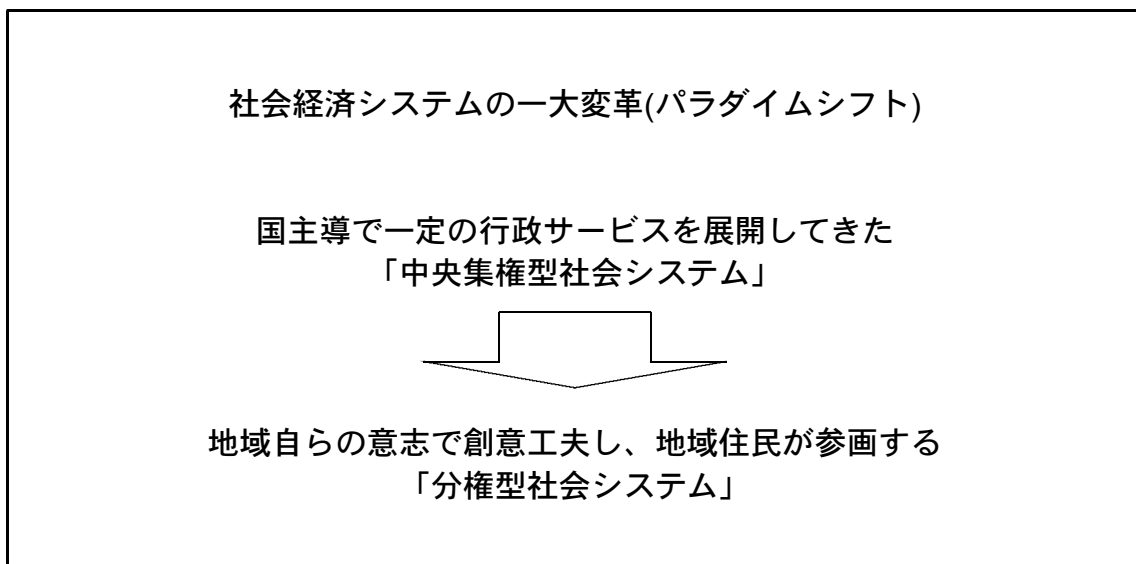 社会経済システムの一大変革(パラダイムシフト)
国主導で一定の行政サービスを展開してきた
「中央集権型社会システム」
地域自らの意志で創意工夫し、地域住民が参画する
「分権型社会システム」